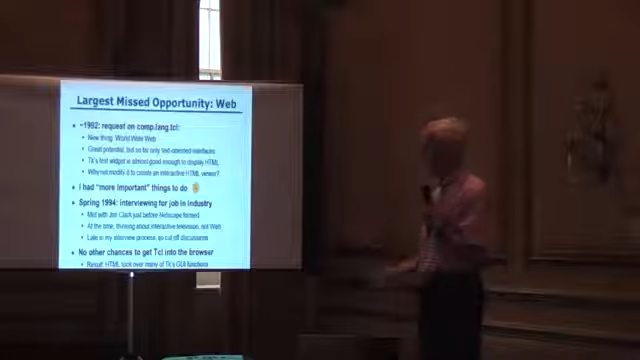 Largest Missed Opportunity: Web
~1992: request on comp.lang.tcl:
New thing: World Wide Web
Great potential, but so far only text-oriented interfaces
Tk's text widget is almost good enough to display HTML
Why not modify it to create an interactive HTML viewer?
I had "more important" things to do
Spring 1994: interviewing for job in industry
Met with Jim Clark just before Netscape formed
At the time, thinking about interactive television, not Web
Late in my interview process, so cut off discussions
No other chances to get Tcl into the browser
Result: HTML took over many of Tk's GUI functions